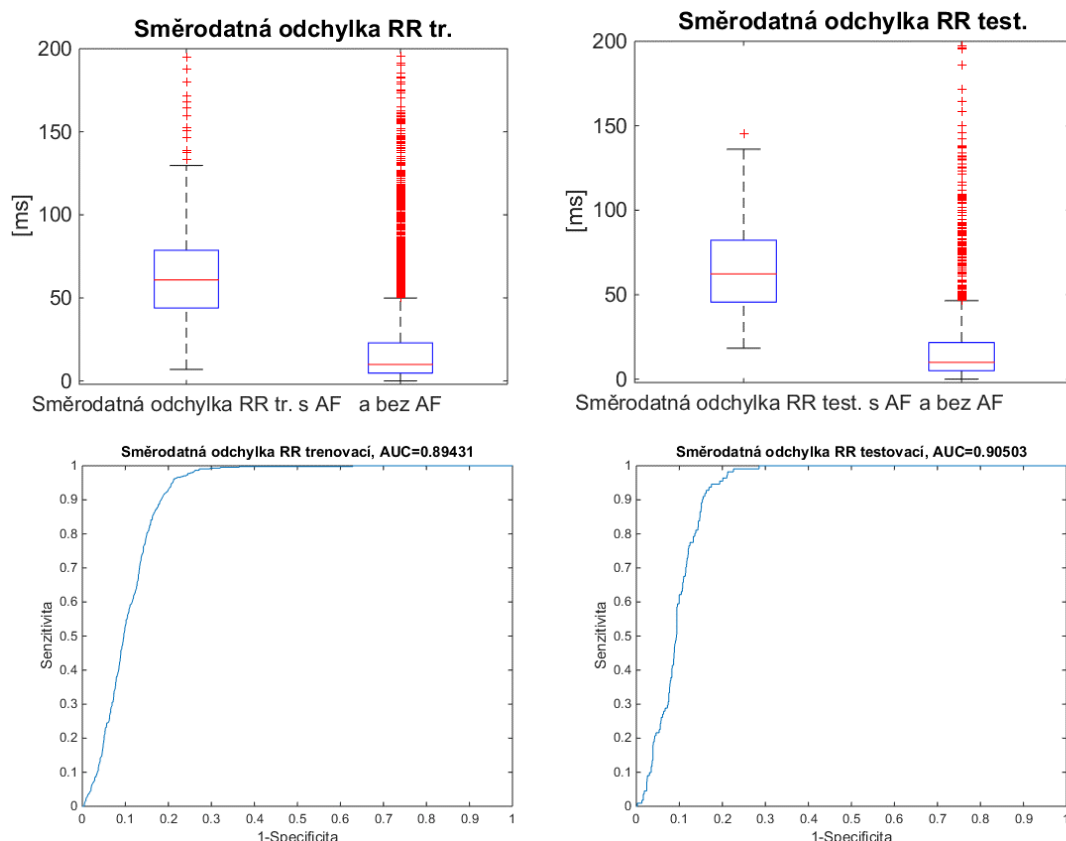 Směrodatná odchylka RR tr.
200
150
100
50
0
[ms]
Směrodatná odchylka RR tr. s AF a bez AF
Směrodatná odchylka RR test.
200
150
100
50
0
[ms]
Směrodatná odchylka RR test. s AF a bez AF
Směrodatná odchylka RR trenovací, AUC=0.89431
1
0.9
0.8
0.7
0.6
0.5
0.4
0.3
0.2
0.1
0
Senzitivita
0 0.1 0.2 0.3 0.4 0.5 0.6 0.7 0.8 0.9 1
1-Specificita
Směrodatná odchylka RR testovací, AUC=0.90503
1
0.9
0.8
0.7
0.6
0.5
0.4
0.3
0.2
0.1
0
Senzitivita
0 0.1 0.2 0.3 0.4 0.5 0.6 0.7 0.8 0.9 1
1-Specificita